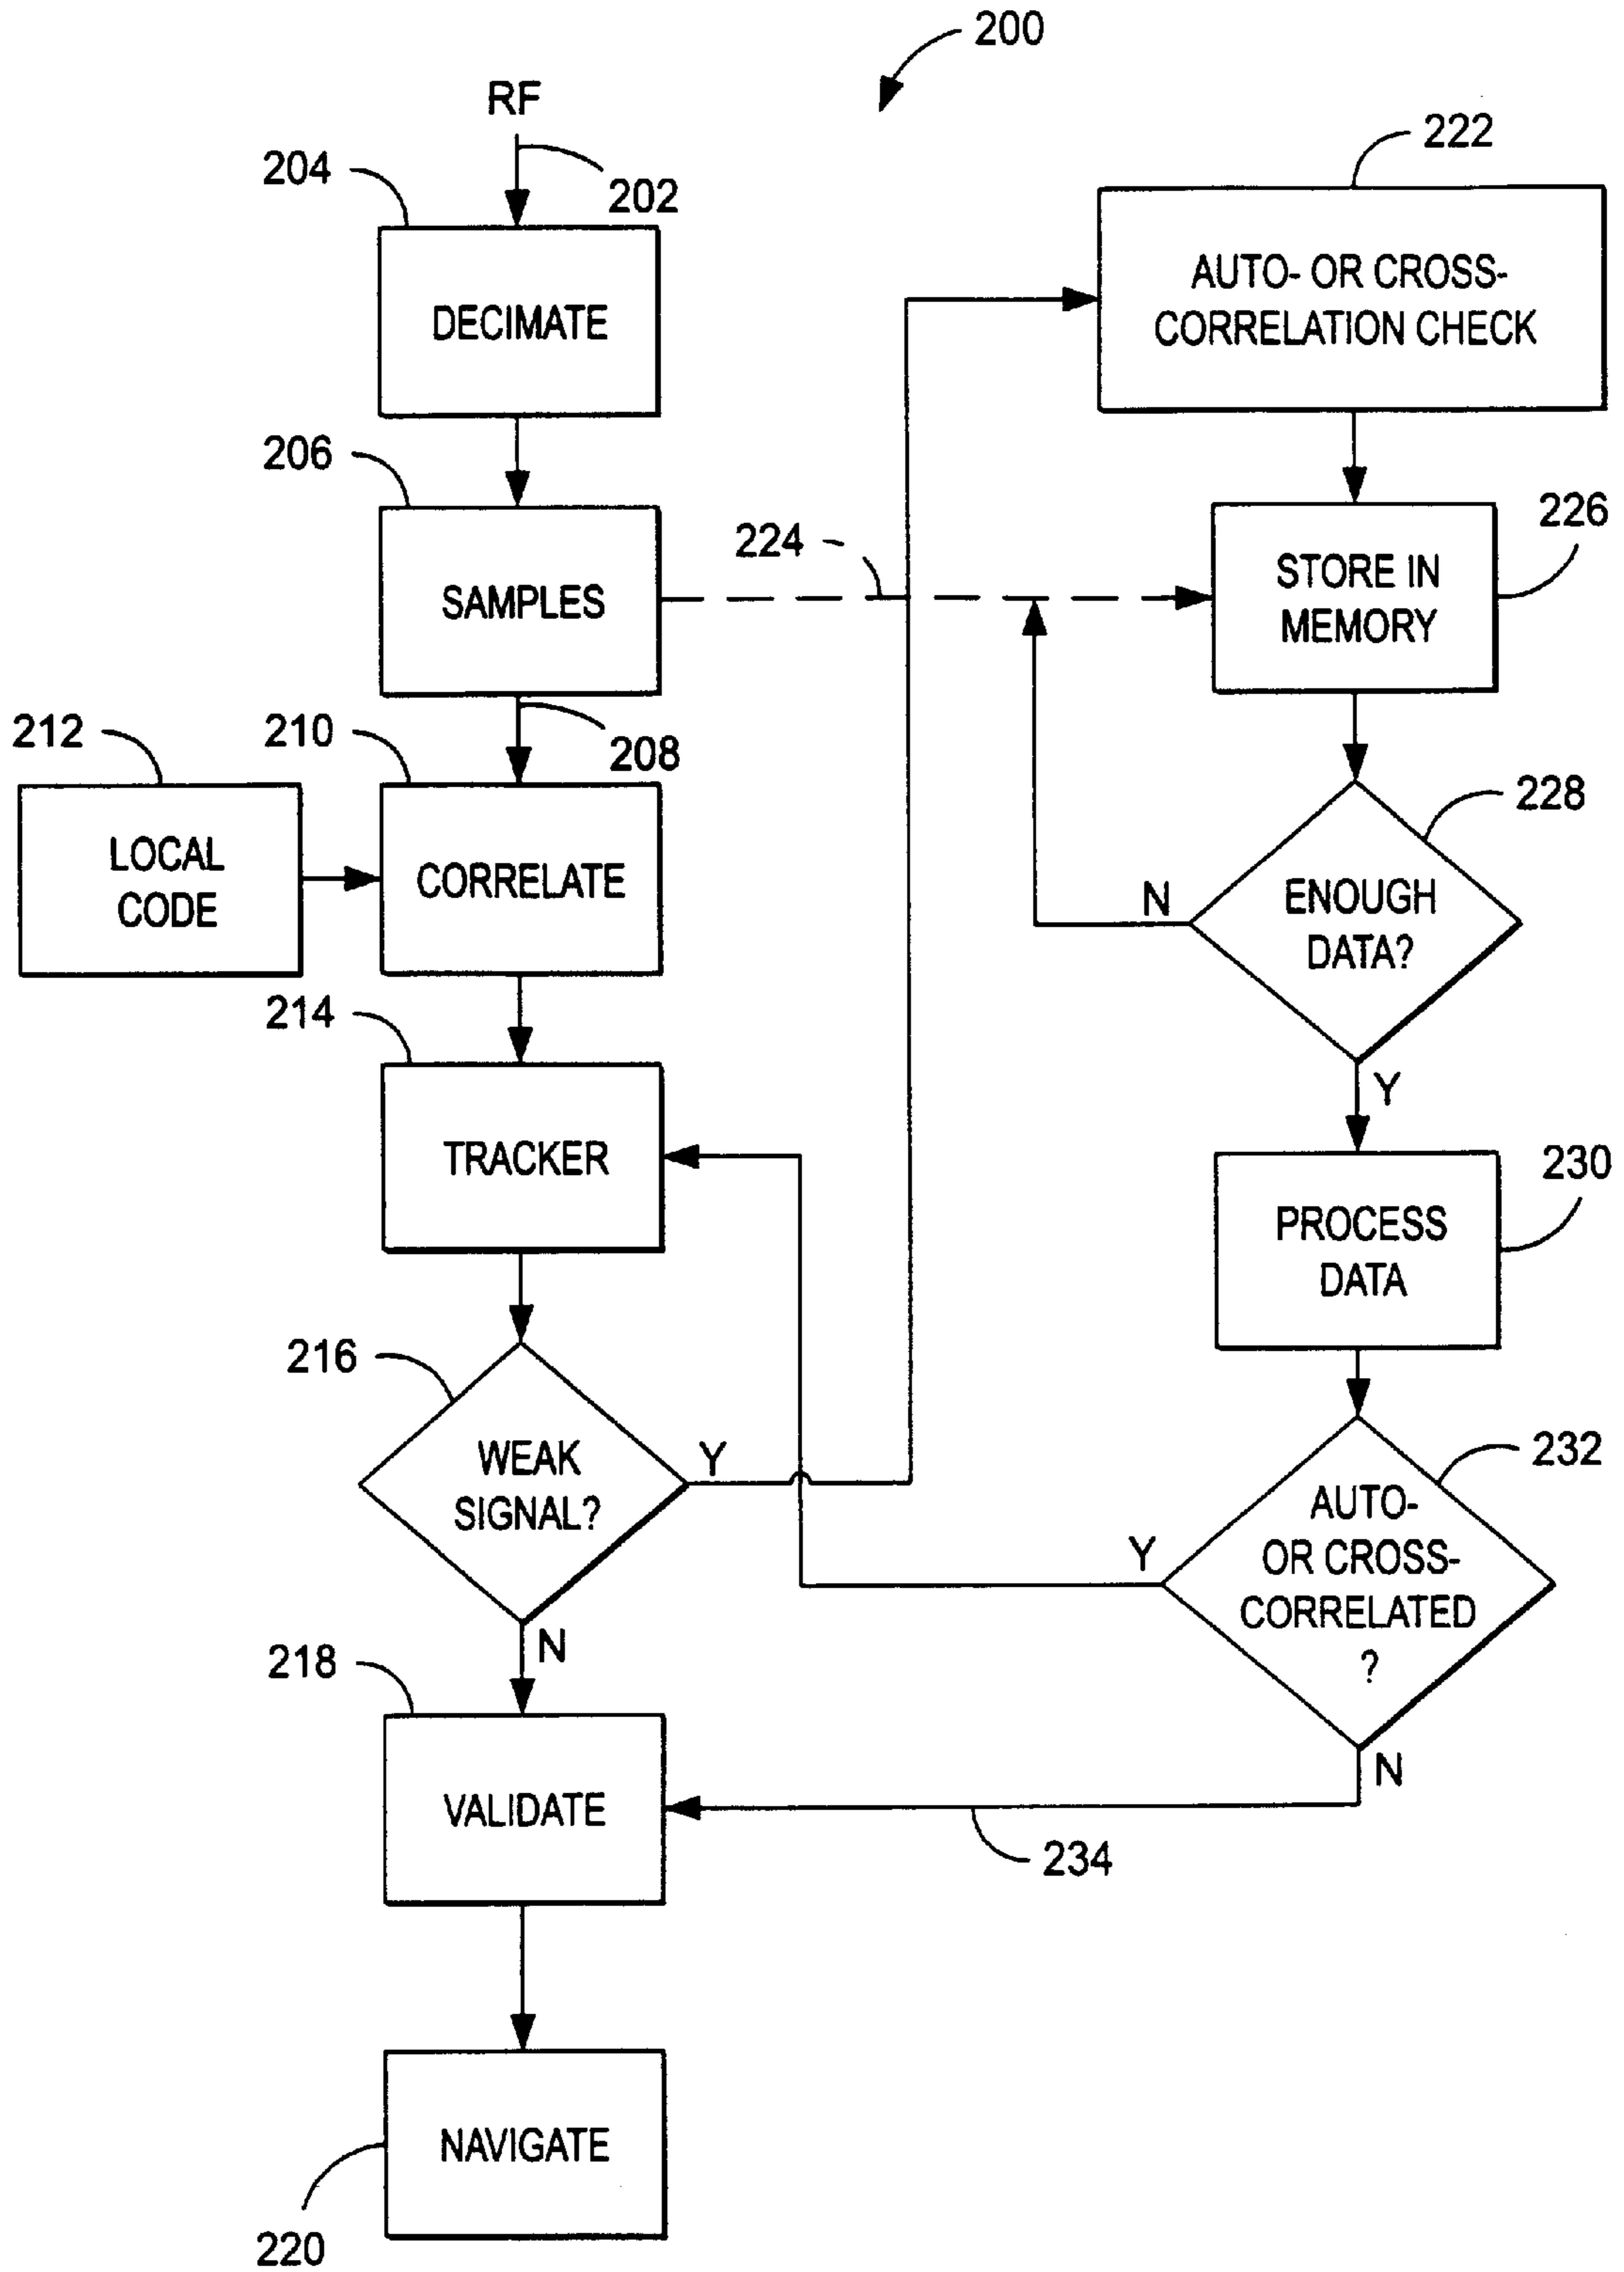 200
RF
202
204
DECIMATE
206
SAMPLES
208
210
212
LOCAL
CODE
CORRELATE
214
TRACKER
216
WEAK
SIGNAL?
Y
N
218
VALIDATE
NAVIGATE
220
222
AUTO- OR CROSS-
CORRELATION CHECK
224
226
STORE IN
MEMORY
228
ENOUGH
DATA?
N
Y
230
PROCESS
DATA
232
AUTO-
OR CROSS-
CORRELATED
?
Y
N
234